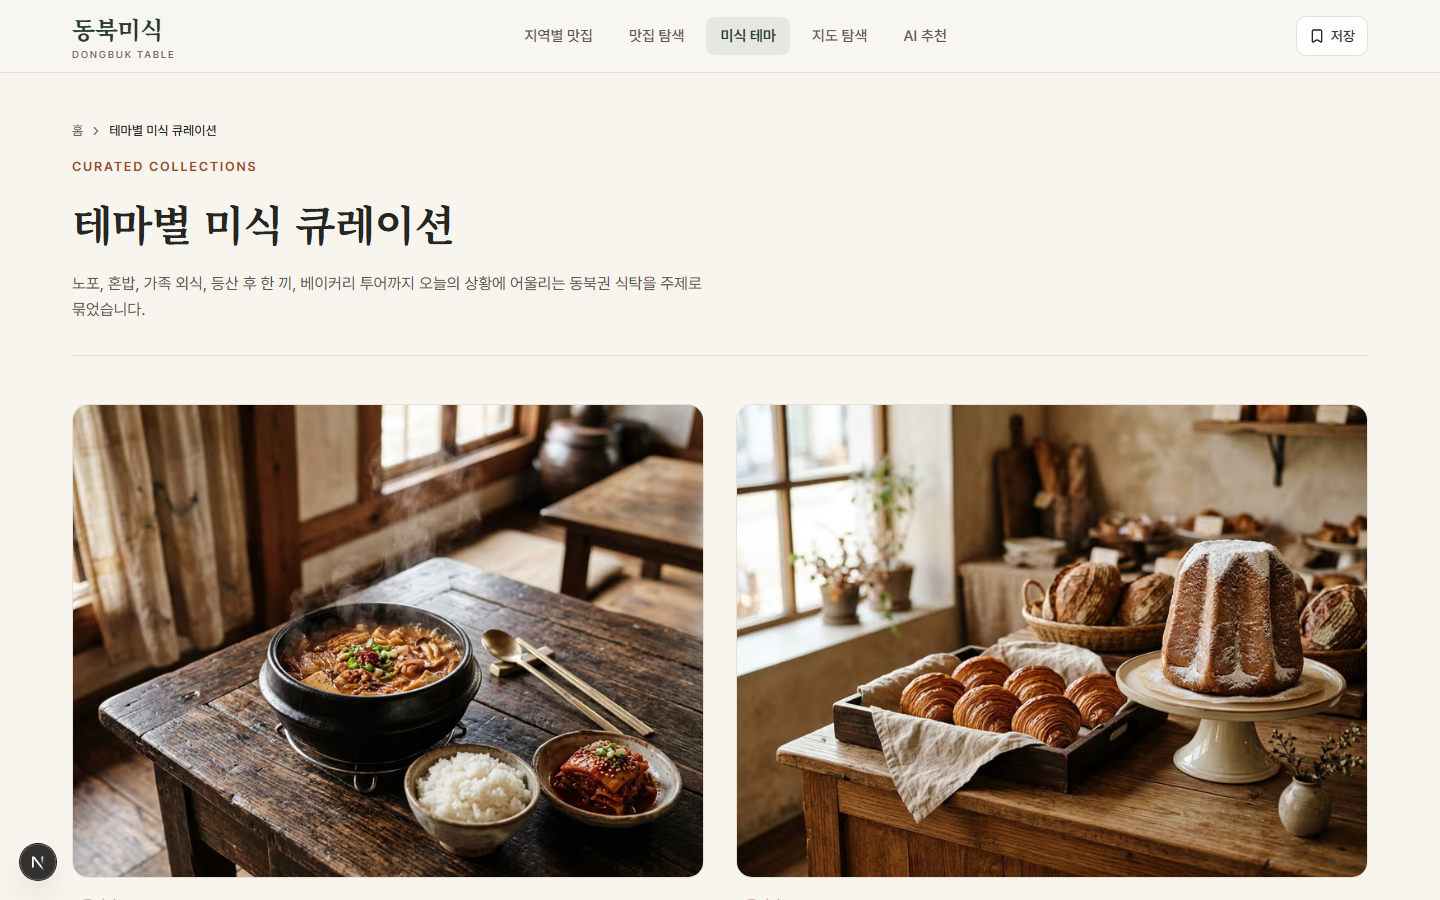 동북미식
DONGBUK TABLE
지역별 맛집
맛집 탐색
미식 테마
지도 탐색
AI 추천
저장
홈
테마별 미식 큐레이션
CURATED COLLECTIONS
테마별 미식 큐레이션
노포, 혼밥, 가족 외식, 등산 후 한 끼, 베이커리 투어까지 오늘의 상황에 어울리는 동북권 식탁을 주제로
묶었습니다.
N